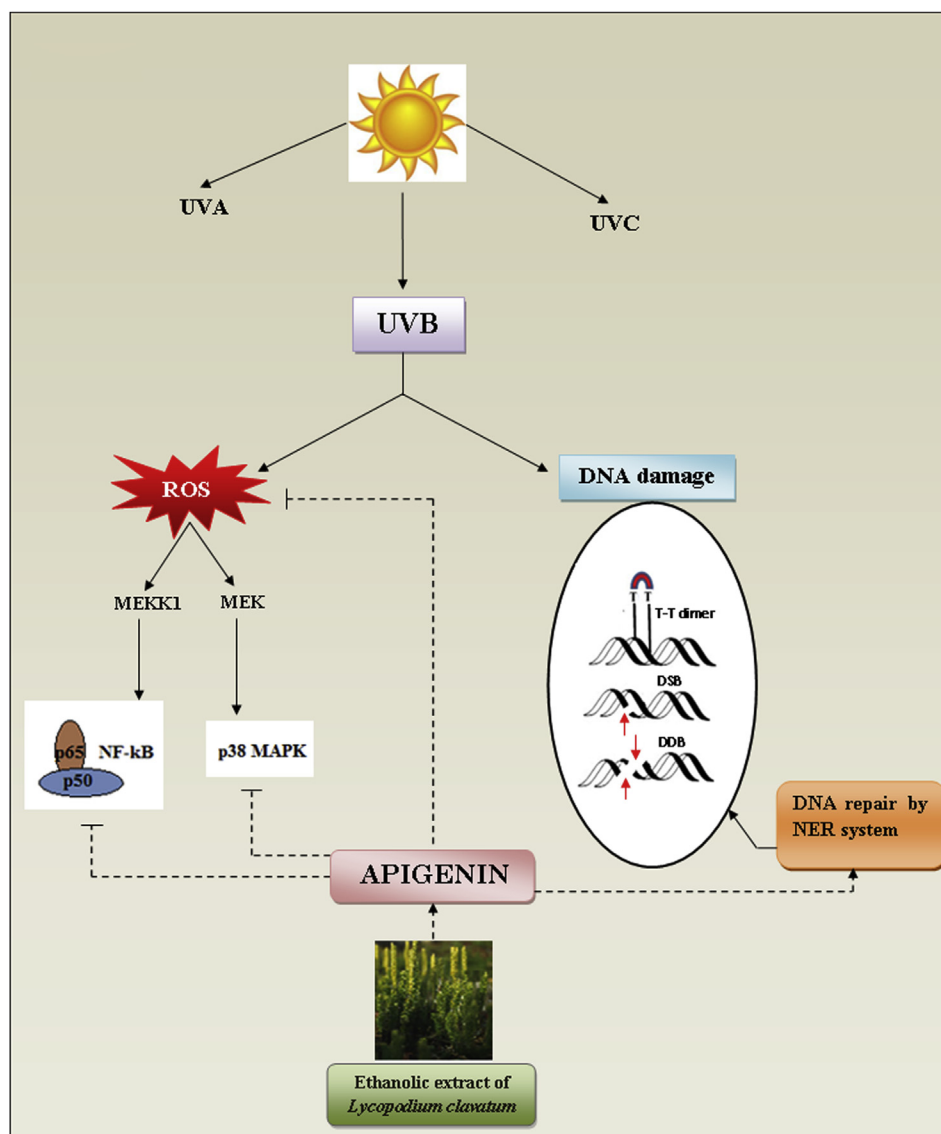 UVA
UVC
UVB
ROS
DNA damage
MEKK1
MEK
T-T dimer
DSB
DDB
p65
NF-kB
p50
p38 MAPK
DNA repair by
NER system
APIGENIN
Ethanolic extract of
Lycopodium clavatum